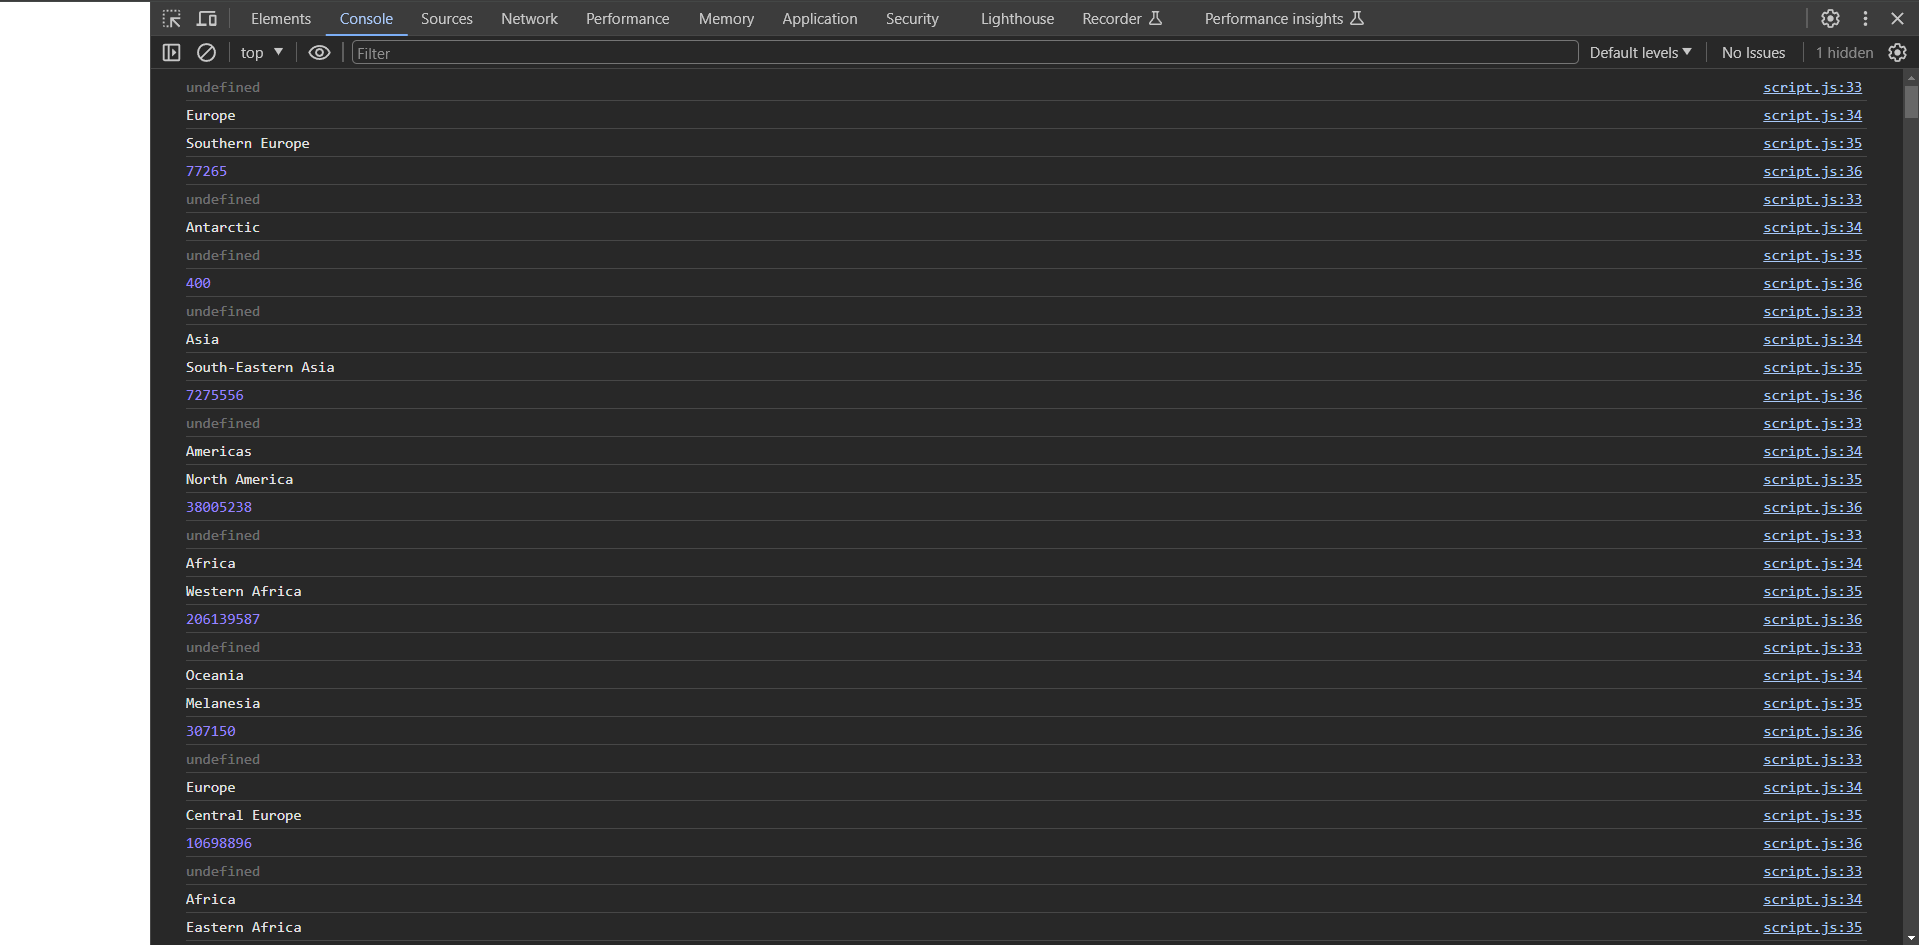 Elements Console Sources Network Performance Memory Application Security Lighthouse Recorder Performance insights
top Filter Default levels No Issues 1 hidden
undefined script.js:33
Europe script.js:34
Southern Europe script.js:35
77265 script.js:36
undefined script.js:33
Antarctic script.js:34
undefined script.js:35
400 script.js:36
undefined script.js:33
Asia script.js:34
South-Eastern Asia script.js:35
7275556 script.js:36
undefined script.js:33
Americas script.js:34
North America script.js:35
38005238 script.js:36
undefined script.js:33
Africa script.js:34
Western Africa script.js:35
206139587 script.js:36
undefined script.js:33
Oceania script.js:34
Melanesia script.js:35
307150 script.js:36
undefined script.js:33
Europe script.js:34
Central Europe script.js:35
10698896 script.js:36
undefined script.js:33
Africa script.js:34
Eastern Africa script.js:35